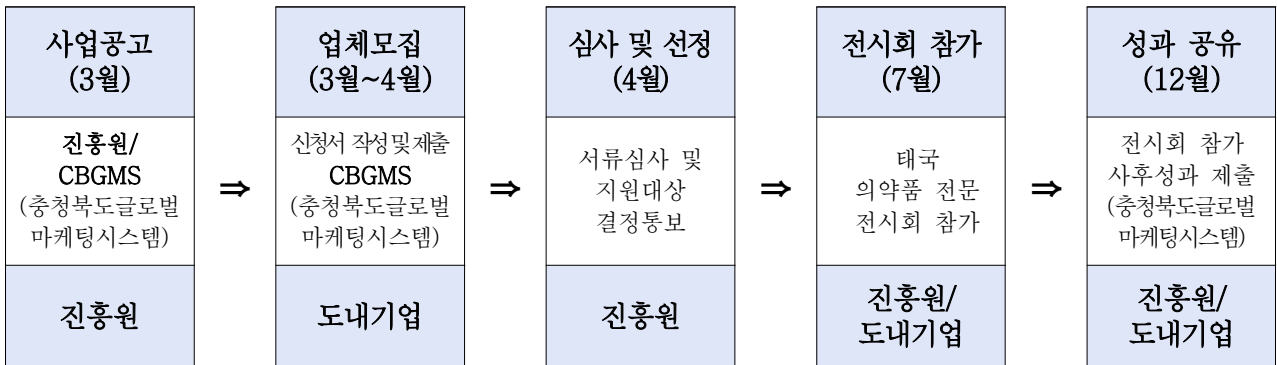 사업공고
(3월)
진흥원/
CBGMS
(충청북도글로벌
마케팅시스템)
진흥원
⇒
업체모집
(3월~4월)
신청서 작성 및 제출
CBGMS
(충청북도글로벌
마케팅시스템)
도내기업
⇒
심사 및 선정
(4월)
서류심사 및
지원대상
결정통보
진흥원
⇒
전시회 참가
(7월)
태국
의약품 전문
전시회 참가
진흥원/
도내기업
⇒
성과 공유
(12월)
전시회 참가
사후성과 제출
(충청북도글로벌
마케팅시스템)
진흥원/
도내기업